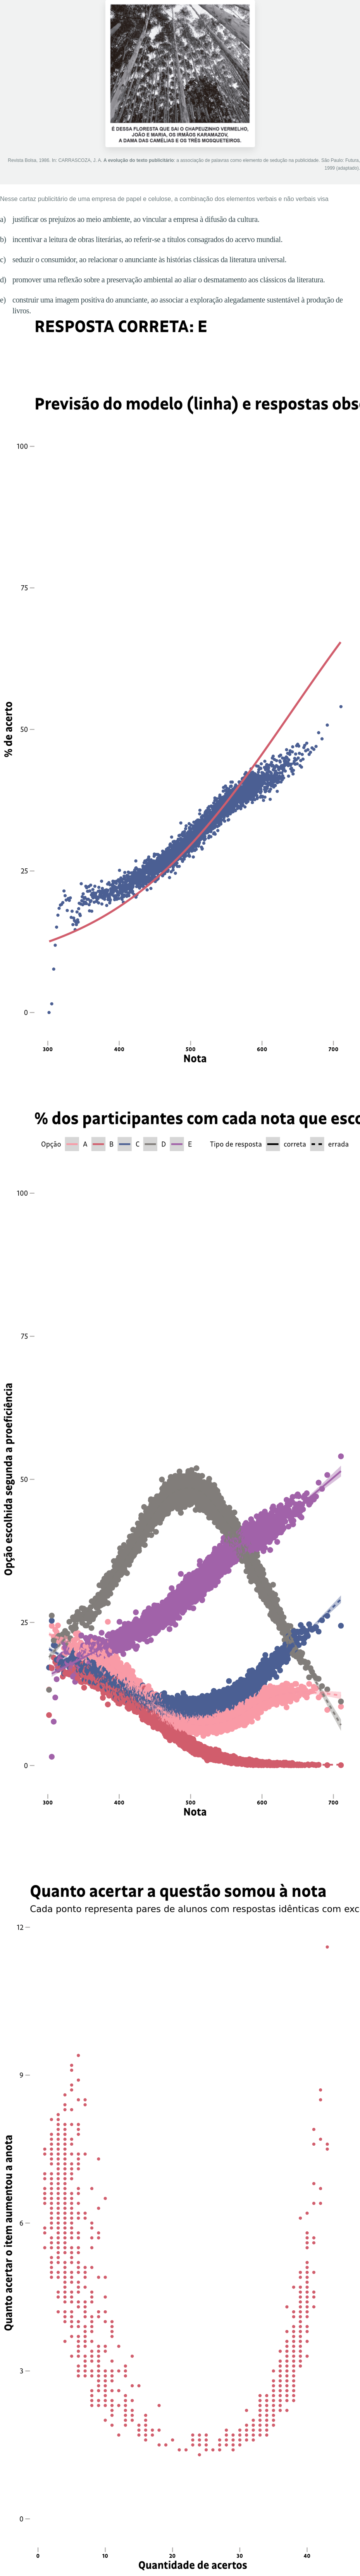 É DESSA FLORESTA QUE SAI O CHAPEUZINHO VERMELHO,
JOÃO E MARIA, OS IRMÃOS KARAMAZOV,
A DAMA DAS CAMÉLIAS E OS TRÊS MOSQUETEIROS.
Revista Bolsa, 1986. In: CARRASCOZA, J. A. A evolução do texto publicitário: a associação de palavras como elemento de sedução na publicidade. São Paulo: Futura,
1999 (adaptado).
Nesse cartaz publicitário de uma empresa de papel e celulose, a combinação dos elementos verbais e não verbais visa
a) justificar os prejuízos ao meio ambiente, ao vincular a empresa à difusão da cultura.
b) incentivar a leitura de obras literárias, ao referir-se a títulos consagrados do acervo mundial.
c) seduzir o consumidor, ao relacionar o anunciante às histórias clássicas da literatura universal.
d) promover uma reflexão sobre a preservação ambiental ao aliar o desmatamento aos clássicos da literatura.
e) construir uma imagem positiva do anunciante, ao associar a exploração alegadamente sustentável à produção de
livros.
RESPOSTA CORRETA: E
Previsão do modelo (linha) e respostas obs
100
75
50
25
0
% de acerto
300 400 500 600 700
Nota
% dos participantes com cada nota que esco
Opção A B C D E Tipo de resposta correta errada
100
75
50
25
0
Opção escolhida segunda a proeficiência
300 400 500 600 700
Nota
Quanto acertar a questão somou à nota
Cada ponto representa pares de alunos com respostas idênticas com exc
12
9
6
3
0
Quanto acertar o item aumentou a anota
0 10 20 30 40
Quantidade de acertos